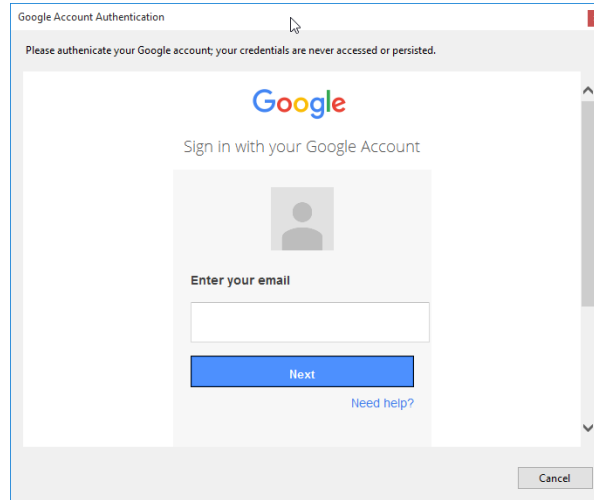 Google Account Authentication
Please authenicate your Google account; your credentials are never accessed or persisted.
Google
Sign in with your Google Account
Enter your email
Next
Need help?
Cancel